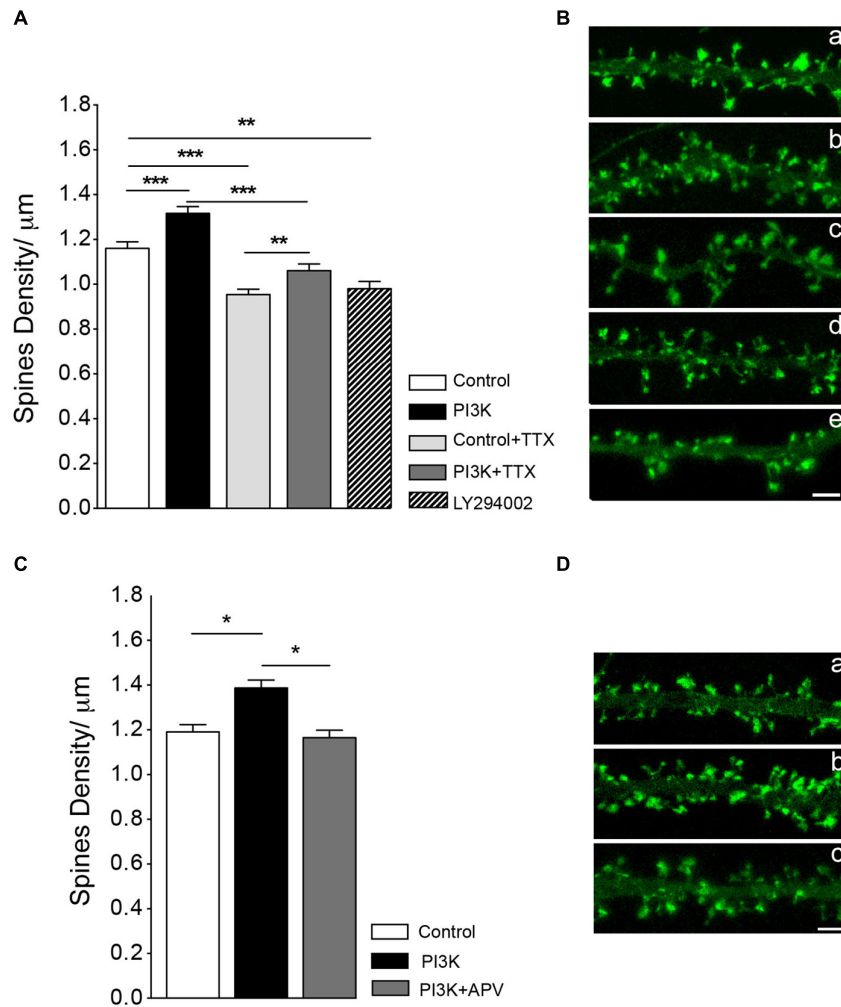 A
B
**
***
***
***
**
1.8
1.6
1.4
1.2
1.0
0.8
0.6
0.4
0.2
0.0
Spines Density/ μm
Control
PI3K
Control+TTX
PI3K+TTX
LY294002
a
b
c
d
e
C
D
*
*
1.8
1.6
1.4
1.2
1.0
0.8
0.6
0.4
0.2
0.0
Spines Density/ μm
Control
PI3K
PI3K+APV
a
b
c